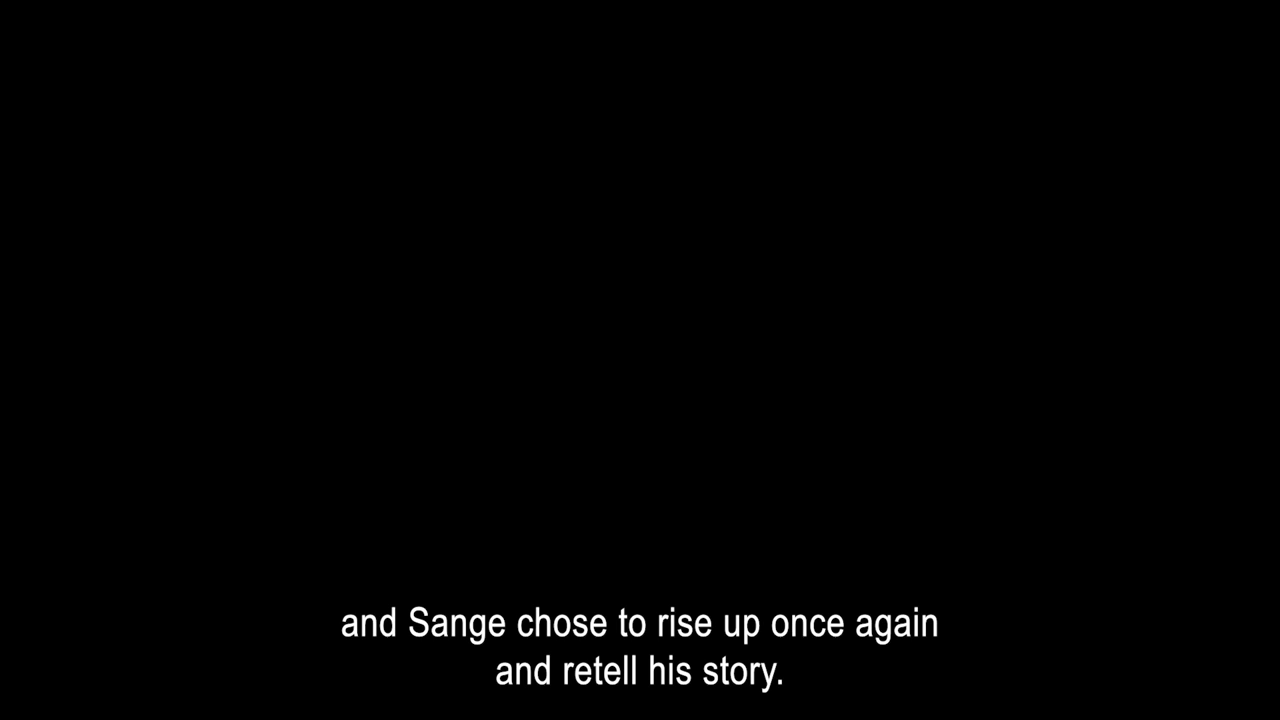 and Sange chose to rise up once again
and retell his story.